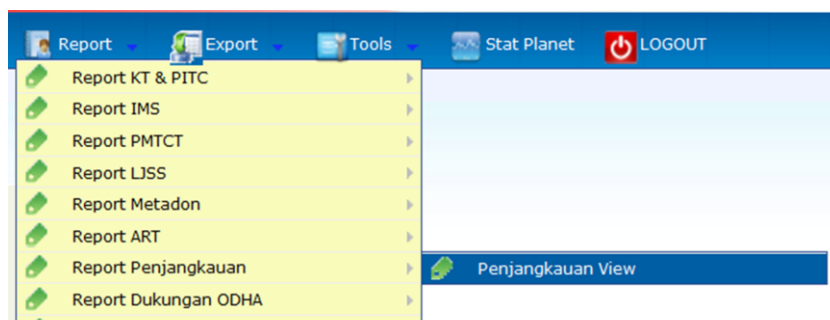 Report Export Tools Stat Planet LOGOUT
Report KT & PITC
Report IMS
Report PMTCT
Report LJSS
Report Metadon
Report ART
Report Penjangkauan Penjangkauan View
Report Dukungan ODHA